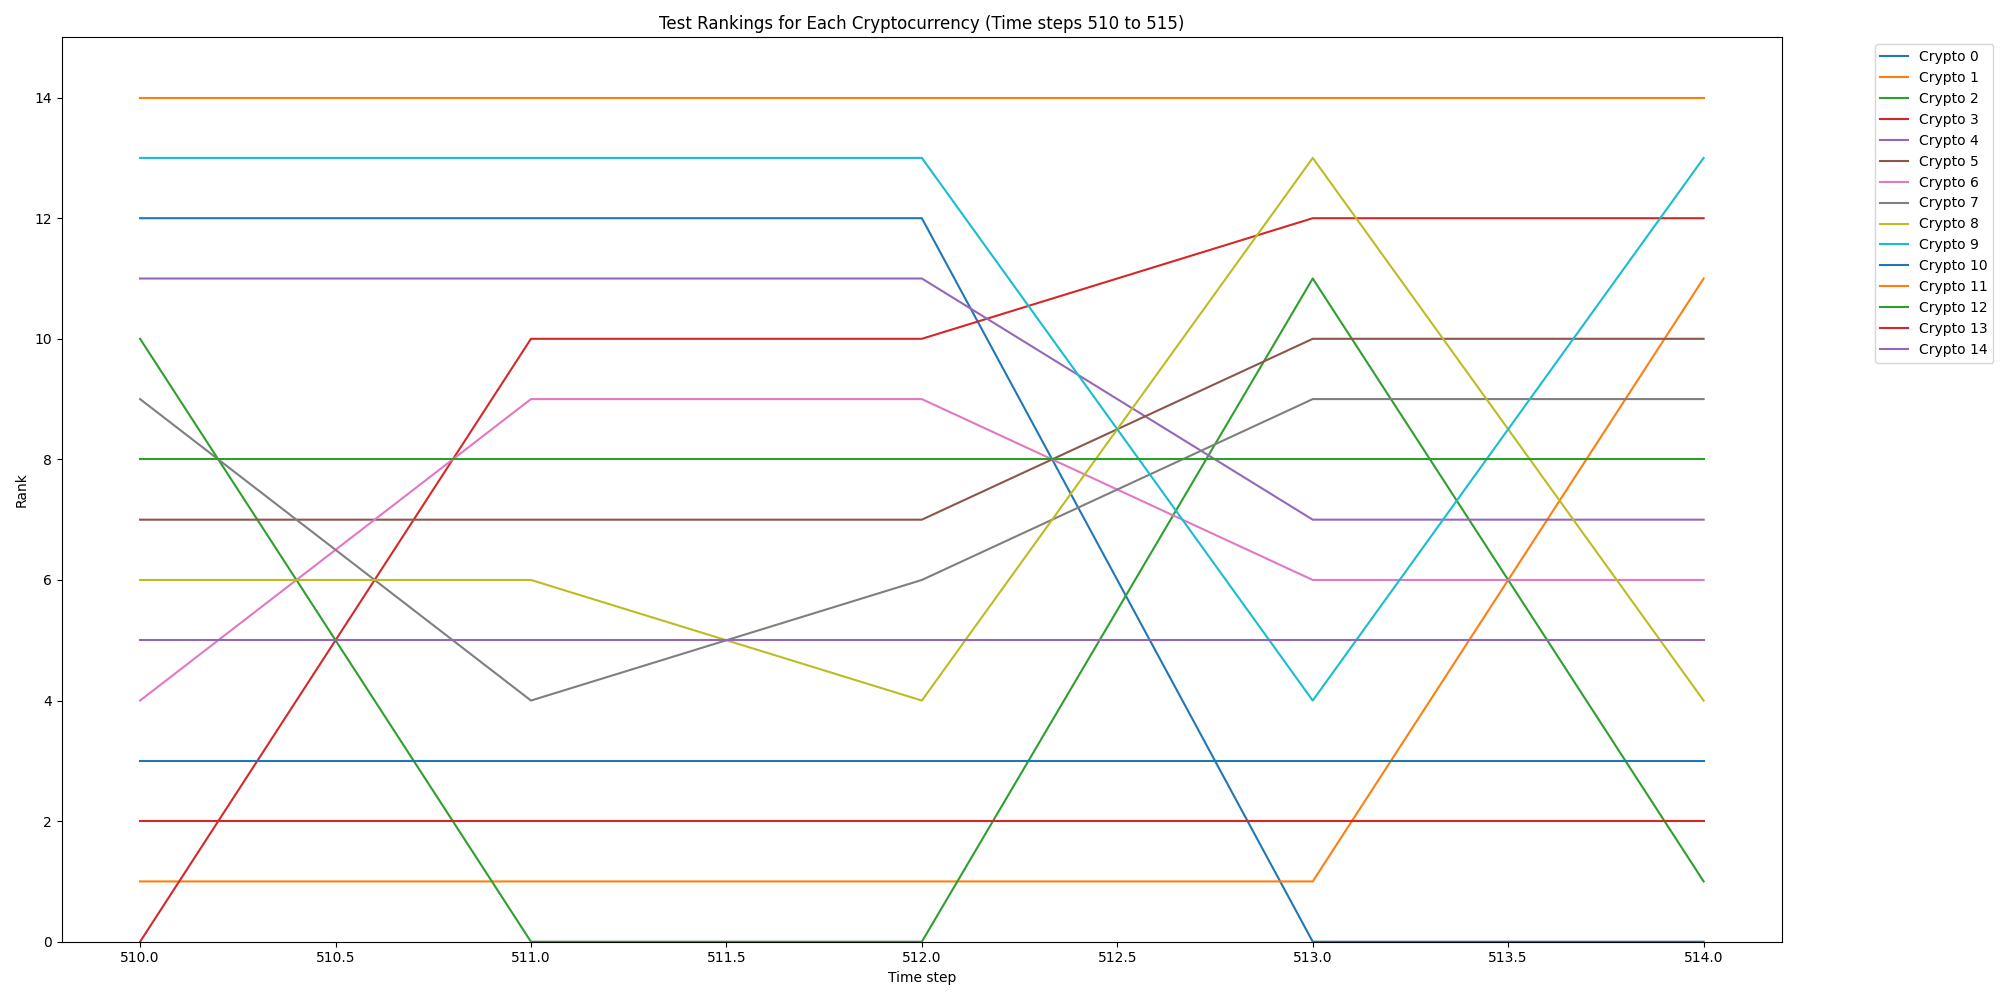 Test Rankings for Each Cryptocurrency (Time steps 510 to 515)
Rank
14
12
10
8
6
4
2
0
510.0 510.5 511.0 511.5 512.0 512.5 513.0 513.5 514.0
Time step
Crypto 0
Crypto 1
Crypto 2
Crypto 3
Crypto 4
Crypto 5
Crypto 6
Crypto 7
Crypto 8
Crypto 9
Crypto 10
Crypto 11
Crypto 12
Crypto 13
Crypto 14